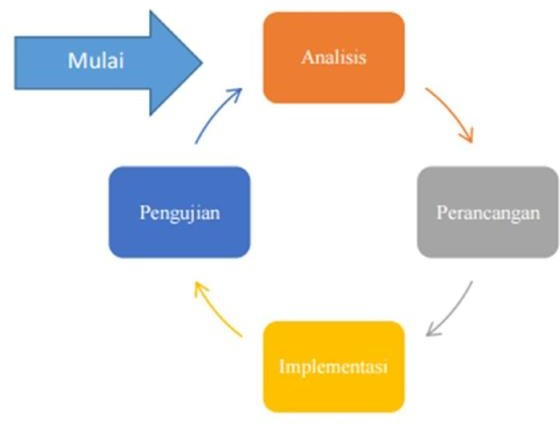 Mulai
Analisis
Pengujian
Perancangan
Implementasi